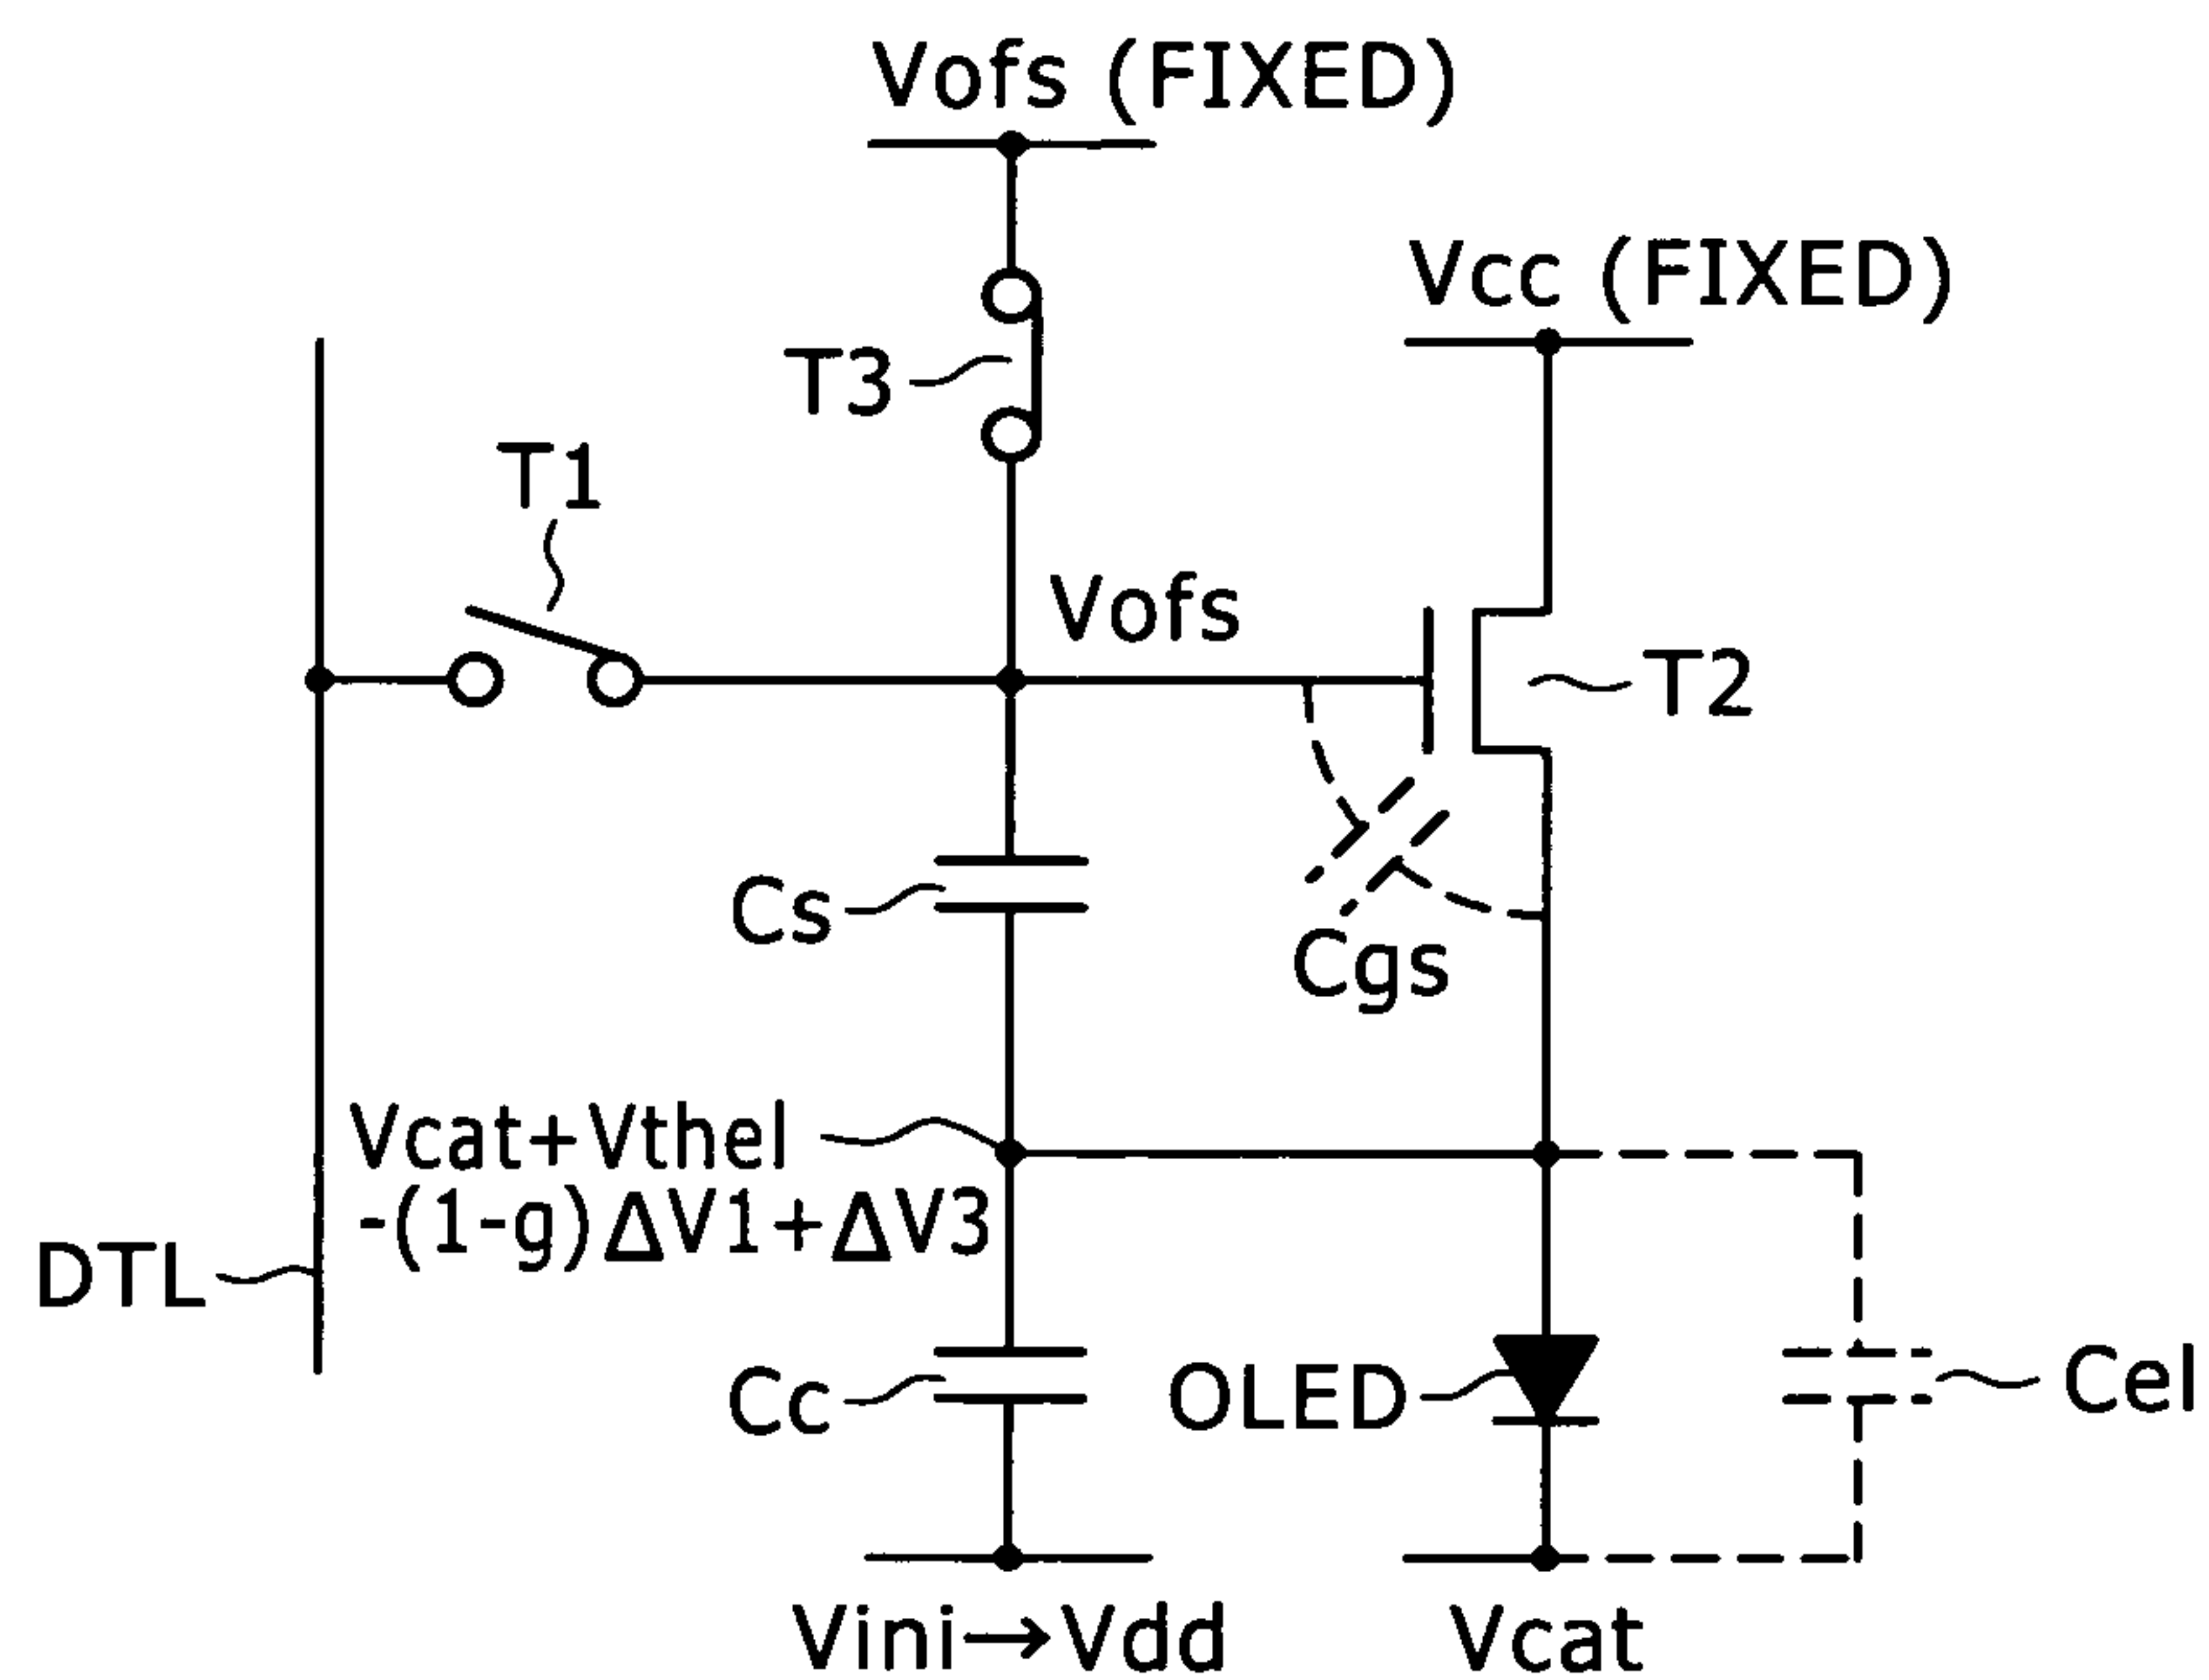 Vofs (FIXED)
Vcc (FIXED)
T3
T1
Vofs
T2
Cs
Cgs
Vcat+Vthel
-(1-g)ΔV1+ΔV3
DTL
Cc
OLED
Cel
Vini→Vdd
Vcat